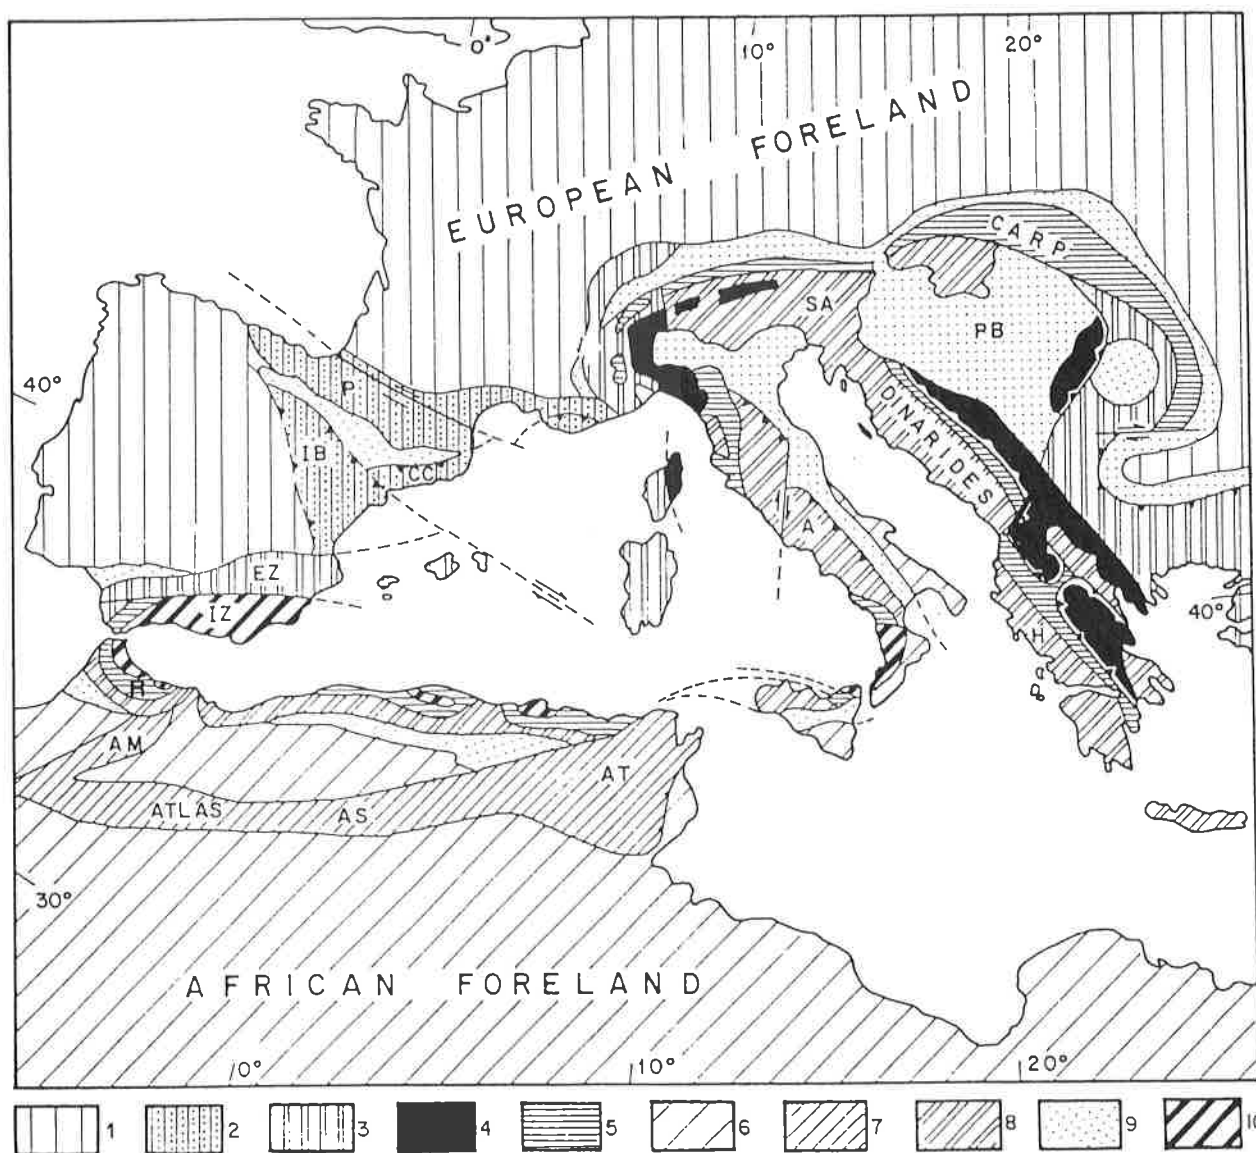 0°
10°
20°
EUROPEAN FORELAND
CARP
SA
PB
40°
P
DINARIDES
IB
CC
A
EZ
40°
IZ
H
R
AM
AT
ATLAS
AS
30°
AFRICAN FORELAND
0°
10°
20°
1 2 3 4 5 6 7 8 9 10